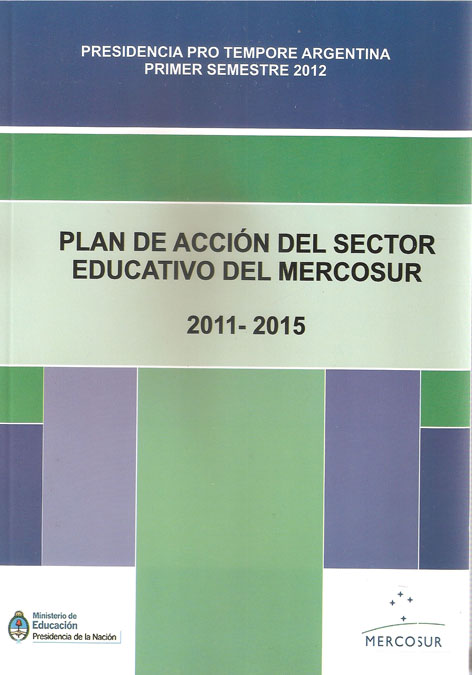 PRESIDENCIA PRO TEMPORE ARGENTINA
PRIMER SEMESTRE 2012
PLAN DE ACCIÓN DEL SECTOR
EDUCATIVO DEL MERCOSUR
2011- 2015
Ministerio de
Educación
Presidencia de la Nación
MERCOSUR